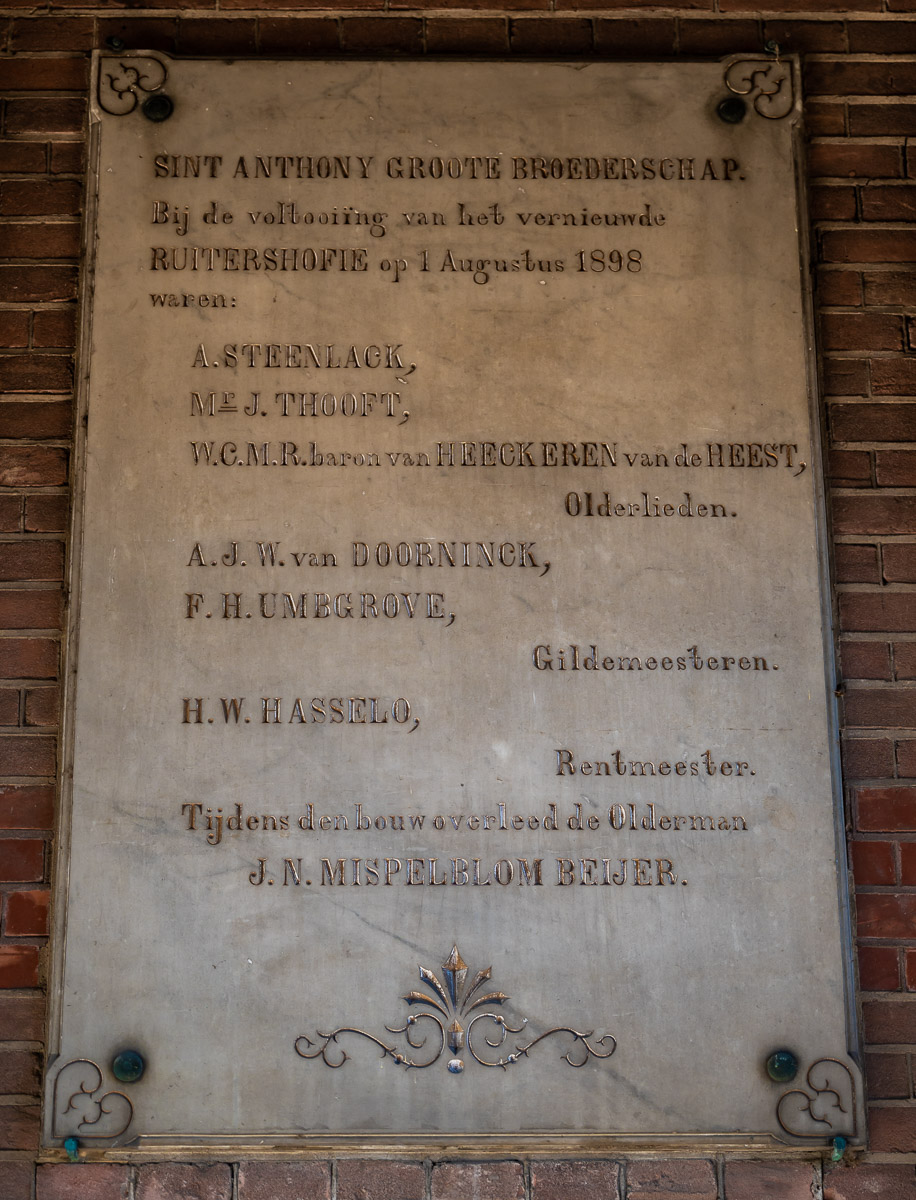 SINT ANTHONY GROOTE BROEDERSCHAP.
Bij de voltooiïng van het vernieuwde
RUITERSHOFIE op 1 Augustus 1898
waren:
A. STEENLACK,
Mr J. THOOFT,
W.C.M.R. baron van HEECKEREN van de HEEST,
Olderlieden.
A. J. W. van DOORNINCK,
F. H. UMBGROVE,
Gildemeesteren.
H. W. HASSELO,
Rentmeester.
Tijdens den bouw overleed de Olderman
J. N. MISPELBLOM BEIJER.